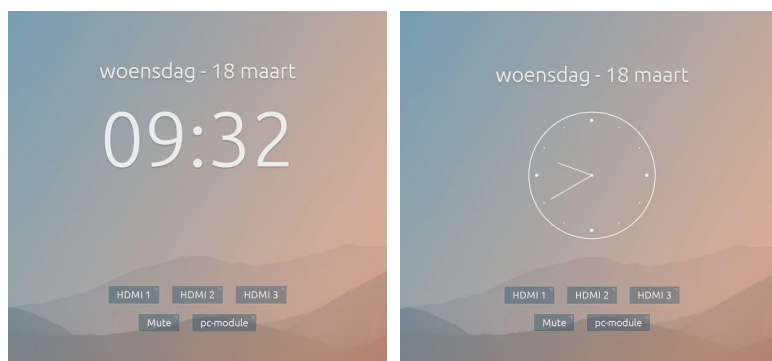 woensdag - 18 maart
09:32
HDMI 1 HDMI 2 HDMI 3
Mute pc-module
woensdag - 18 maart
HDMI 1 HDMI 2 HDMI 3
Mute pc-module